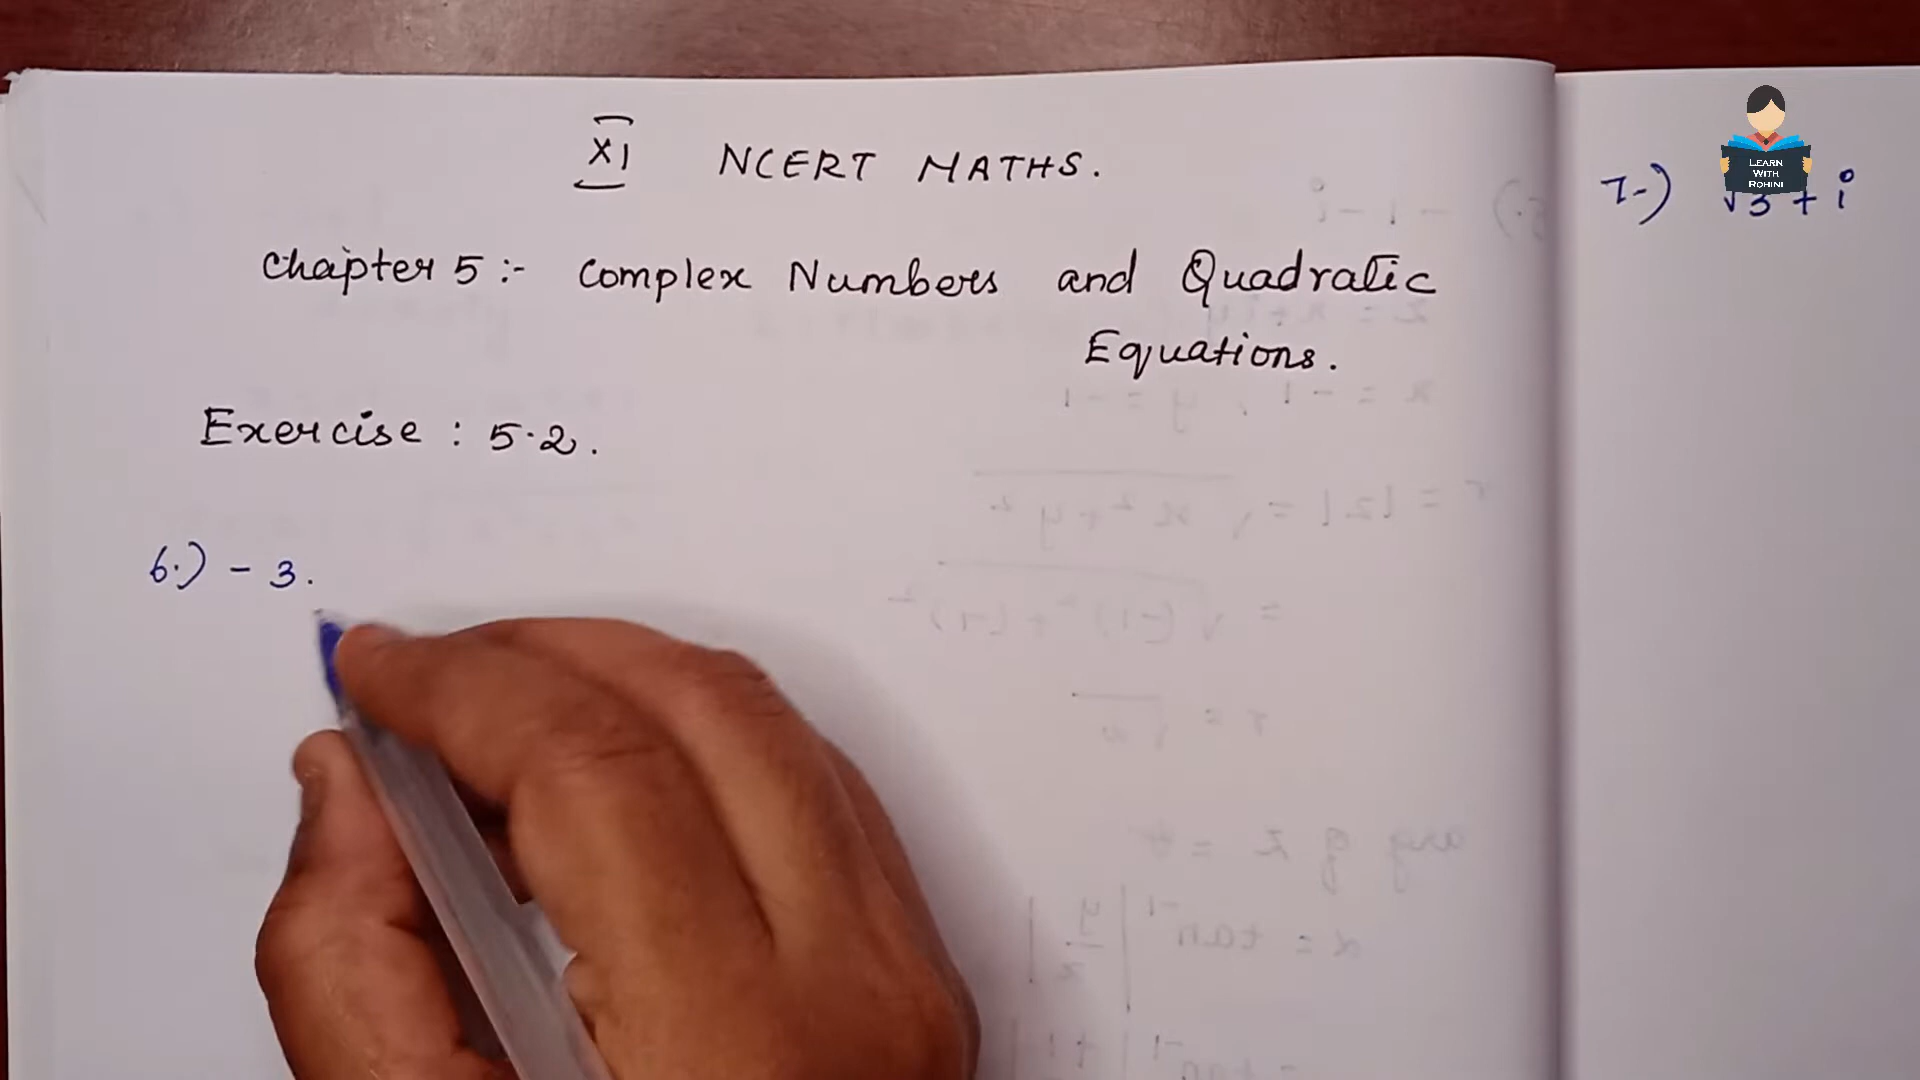 XI NCERT MATHS.
Chapter 5 :- Complex Numbers and Quadratic
Equations.
Exercise : 5.2.
6.) - 3.
7.) √3 + i
LEARN
WITH
ROHINI